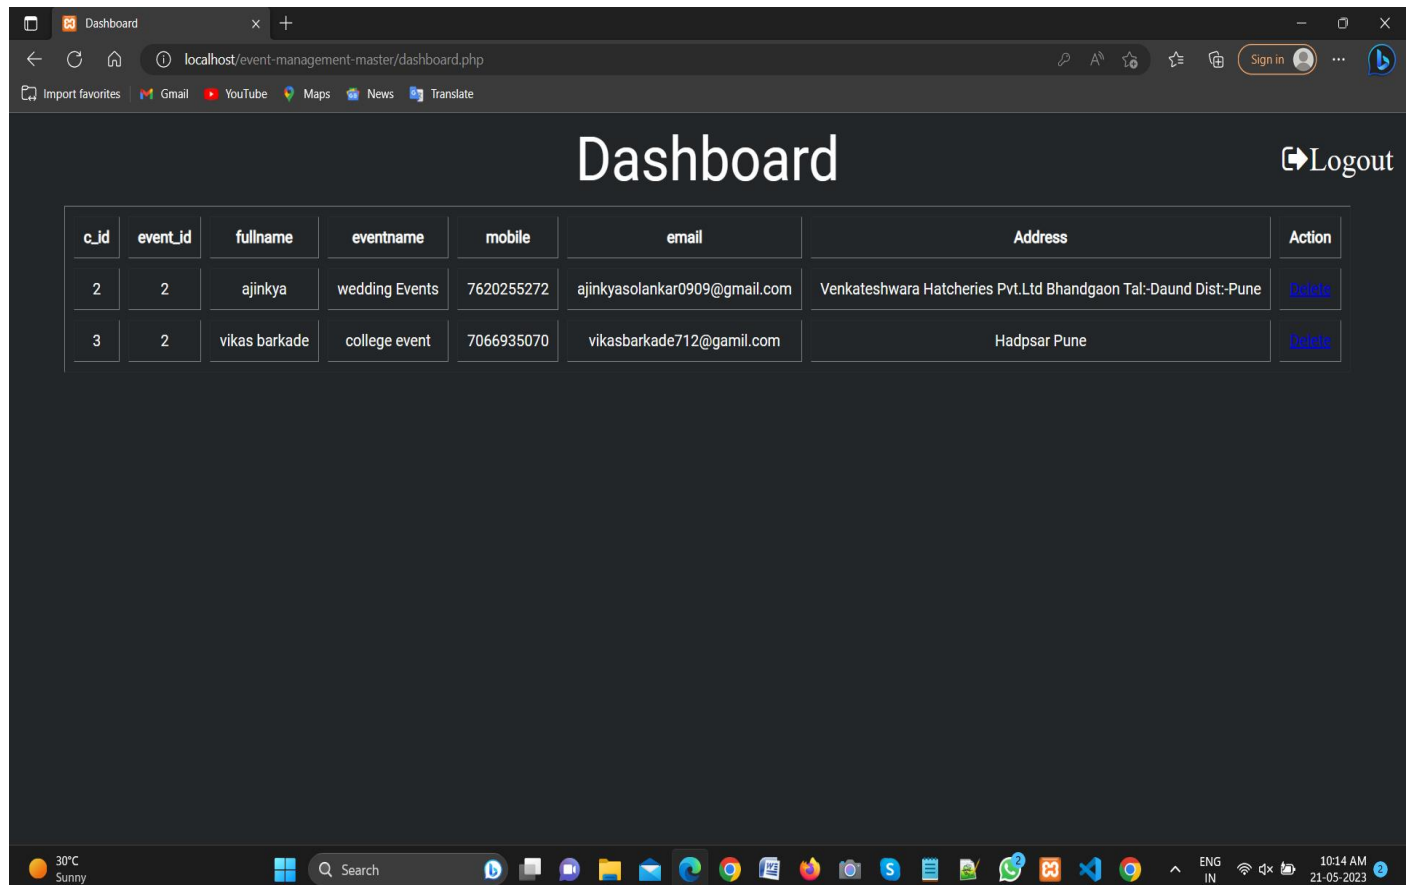 Dashboard
localhost/event-management-master/dashboard.php
Sign in
Import favorites Gmail YouTube Maps News Translate
Dashboard
Logout
c_id event_id fullname eventname mobile email Address Action
2 2 ajinkya wedding Events 7620255272 ajinkyasolankar0909@gmail.com Venkateshwara Hatcheries Pvt.Ltd Bhandgaon Tal:-Daund Dist:-Pune Delete
3 2 vikas barkade college event 7066935070 vikasbarkade712@gamil.com Hadpsar Pune Delete
30°C
Sunny
Search
2
ENG
IN
10:14 AM
21-05-2023
2